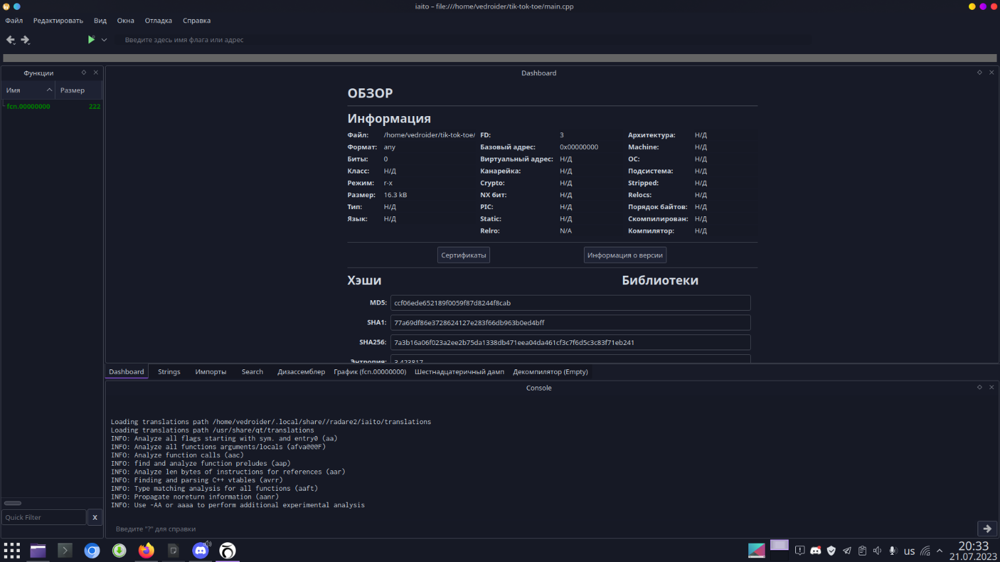 iaito – file:///home/vedroider/tik-tok-toe/main.cpp
Файл Редактировать Вид Окна Отладка Справка
Введите здесь имя флага или адрес
Функции
Имя Размер
fcn.00000000 222
Quick Filter X
Dashboard
ОБЗОР
Информация
Файл: /home/vedroider/tik-tok-toe/ FD: 3 Архитектура: Н/Д
Формат: any Базовый адрес: 0x00000000 Machine: Н/Д
Биты: 0 Виртуальный адрес: Н/Д ОС: Н/Д
Класс: Н/Д Канарейка: Н/Д Подсистема: Н/Д
Режим: r-x Crypto: Н/Д Stripped: Н/Д
Размер: 16.3 kB NX бит: Н/Д Relocs: Н/Д
Тип: Н/Д PIC: Н/Д Порядок байтов: Н/Д
Язык: Н/Д Static: Н/Д Скомпилирован: Н/Д
Relro: N/A Компилятор: Н/Д
Сертификаты Информация о версии
Хэши Библиотеки
MD5: ccf06ede652189f0059f87d8244f8cab
SHA1: 77a69df86e3728624127e283f66db963b0ed4bff
SHA256: 7a3b16a06f023a2ee2b75da1338db471eea04da461cf3c7f6d5c3c83f71eb241
Энтропия: 3.423817
Dashboard Strings Импорты Search Дизассемблер График (fcn.00000000) Шестнадцатеричный дамп Декомпилятор (Empty)
Console
Loading translations path /home/vedroider/.local/share//radare2/iaito/translations
Loading translations path /usr/share/qt/translations
INFO: Analyze all flags starting with sym. and entry0 (aa)
INFO: Analyze all functions arguments/locals (afva@@@F)
INFO: Analyze function calls (aac)
INFO: find and analyze function preludes (aap)
INFO: Analyze len bytes of instructions for references (aar)
INFO: Finding and parsing C++ vtables (avrr)
INFO: Type matching analysis for all functions (aaft)
INFO: Propagate noreturn information (aanr)
INFO: Use -AA or aaaa to perform additional experimental analysis
Введите "?" для справки
us
20:33
21.07.2023